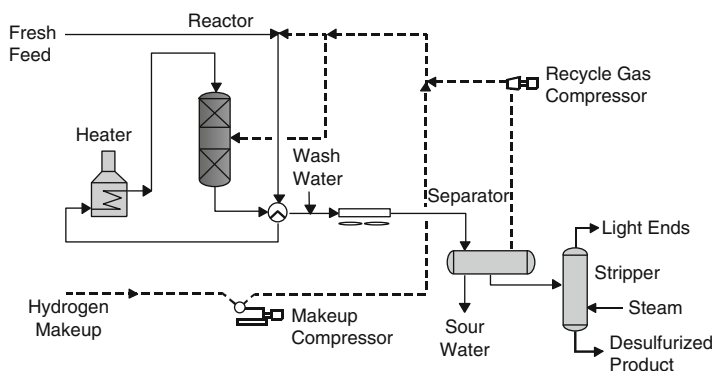 Fresh
Feed
Reactor
Recycle Gas
Compressor
Heater
Wash
Water
Separator
Light Ends
Stripper
Steam
Hydrogen
Makeup
Makeup
Compressor
Sour
Water
Desulfurized
Product